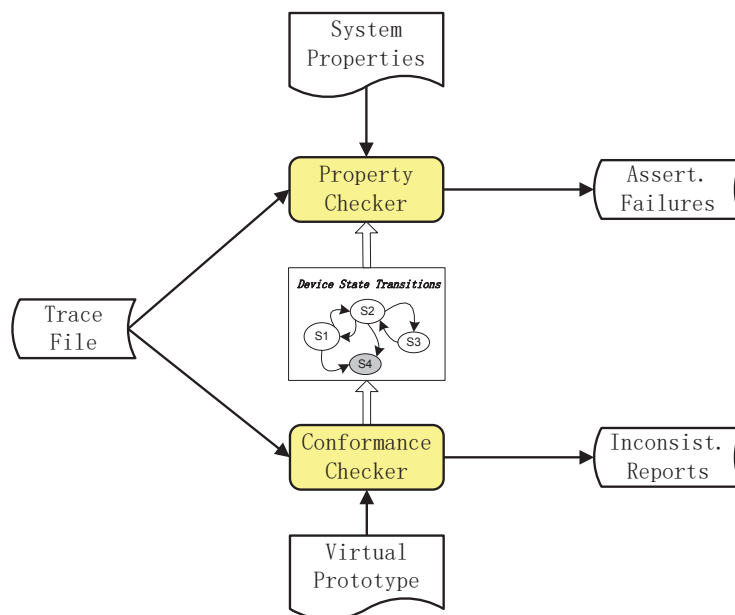 System
Properties
Property
Checker
Assert.
Failures
Device State Transitions
S2
S1
S3
S4
Trace
File
Conformance
Checker
Inconsist.
Reports
Virtual
Prototype